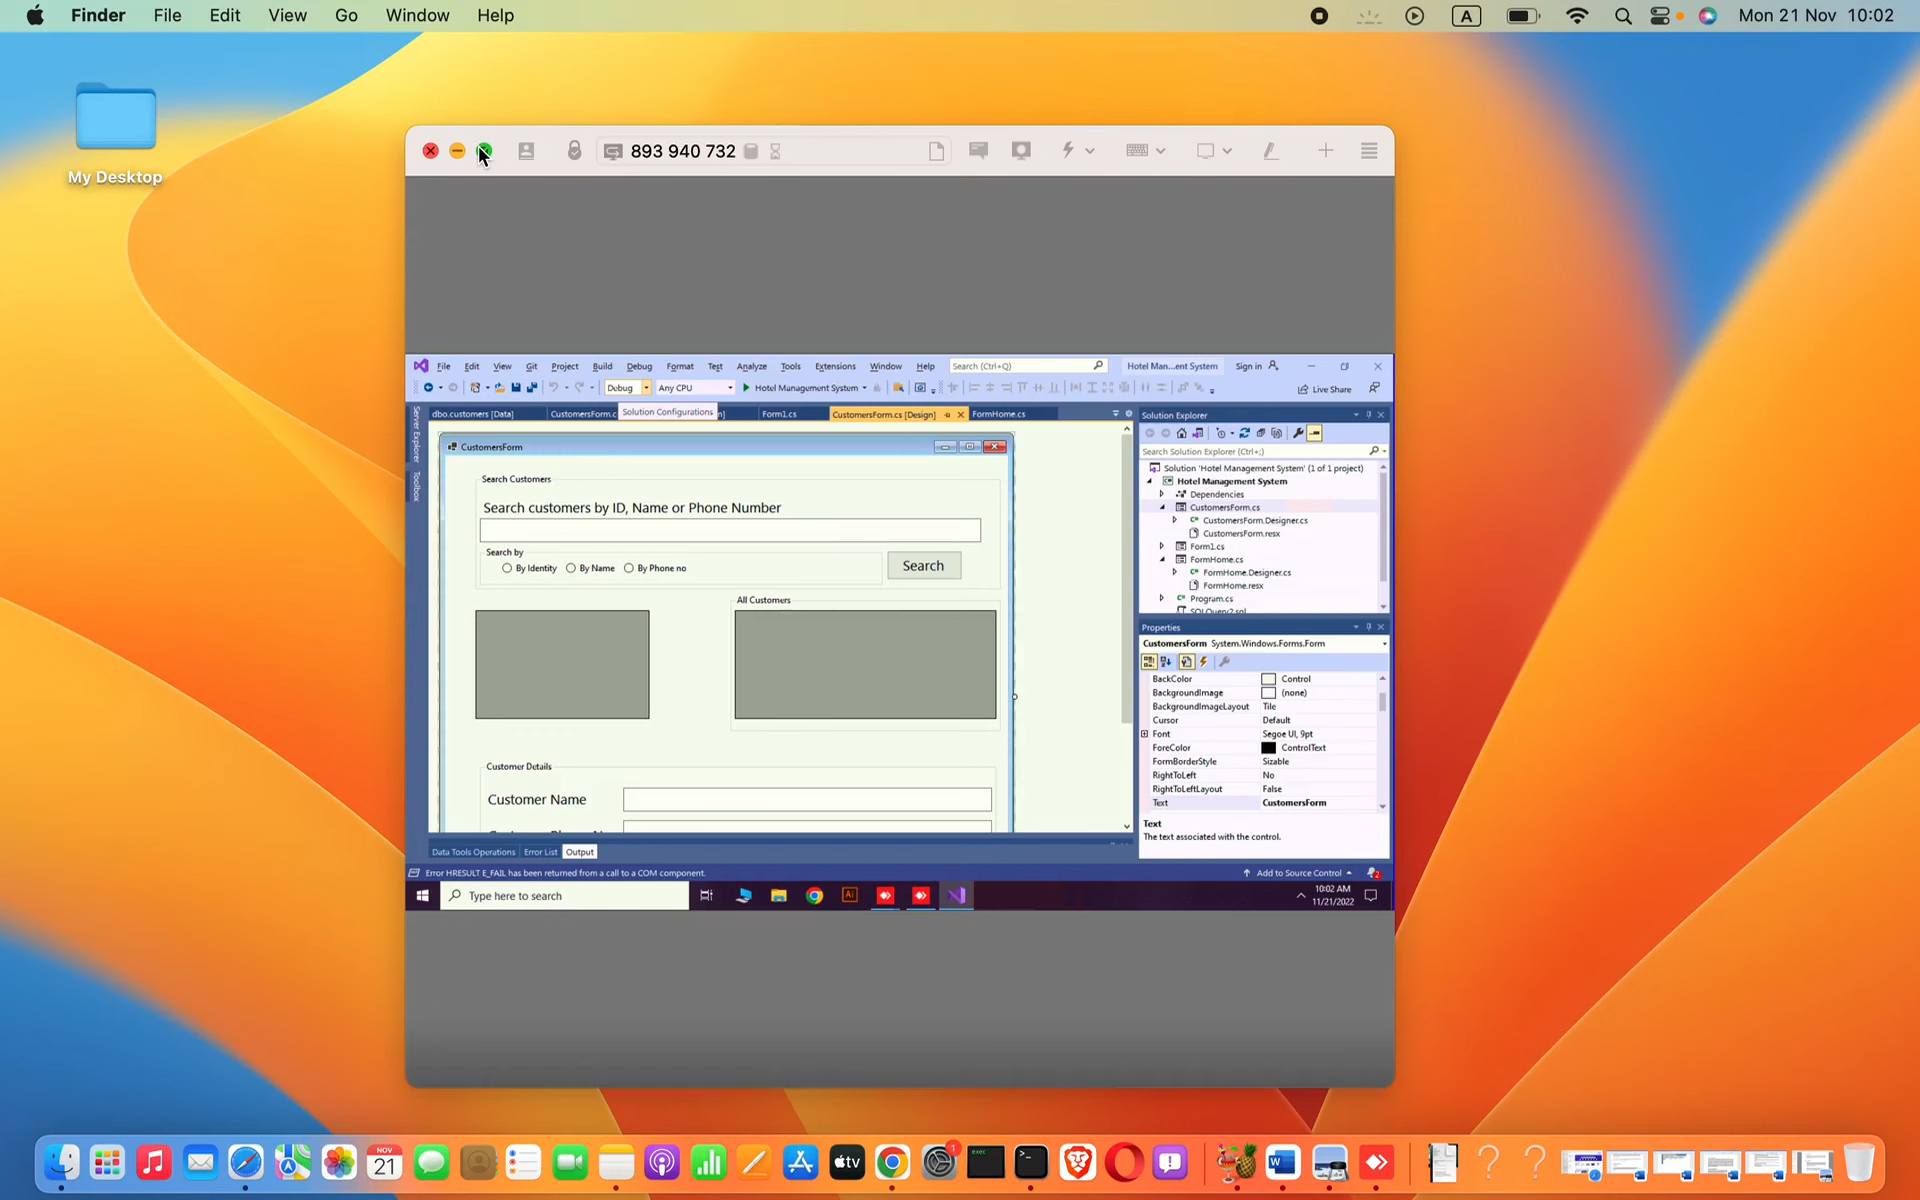 Finder File Edit View Go Window Help
A Mon 21 Nov 10:02
My Desktop
893 940 732
File Edit View Git Project Build Debug Format Test Analyze Tools Extensions Window Help Search (Ctrl+Q) Hotel Man...ent System Sign in
Debug Any CPU Hotel Management System Live Share
dbo.customers [Data] CustomersForm.c Solution Configurations n] Form1.cs CustomersForm.cs [Design] FormHome.cs
Server Explorer
Toolbox
CustomersForm
Search Customers
Search customers by ID, Name or Phone Number
Search by
By Identity By Name By Phone no
Search
All Customers
Customer Details
Customer Name
Solution Explorer
Search Solution Explorer (Ctrl+;)
Solution 'Hotel Management System' (1 of 1 project)
Hotel Management System
Dependencies
CustomersForm.cs
CustomersForm.Designer.cs
CustomersForm.resx
Form1.cs
FormHome.cs
FormHome.Designer.cs
FormHome.resx
Program.cs
SQLQuery2.sql
Properties
CustomersForm System.Windows.Forms.Form
BackColor Control
BackgroundImage (none)
BackgroundImageLayout Tile
Cursor Default
Font Segoe UI, 9pt
ForeColor ControlText
FormBorderStyle Sizable
RightToLeft No
RightToLeftLayout False
Text CustomersForm
Text
The text associated with the control.
Data Tools Operations Error List Output
Error HRESULT E_FAIL has been returned from a call to a COM component. Add to Source Control 2
Type here to search Ai 10:02 AM
11/21/2022
NOV
21
tv
exec
1
W